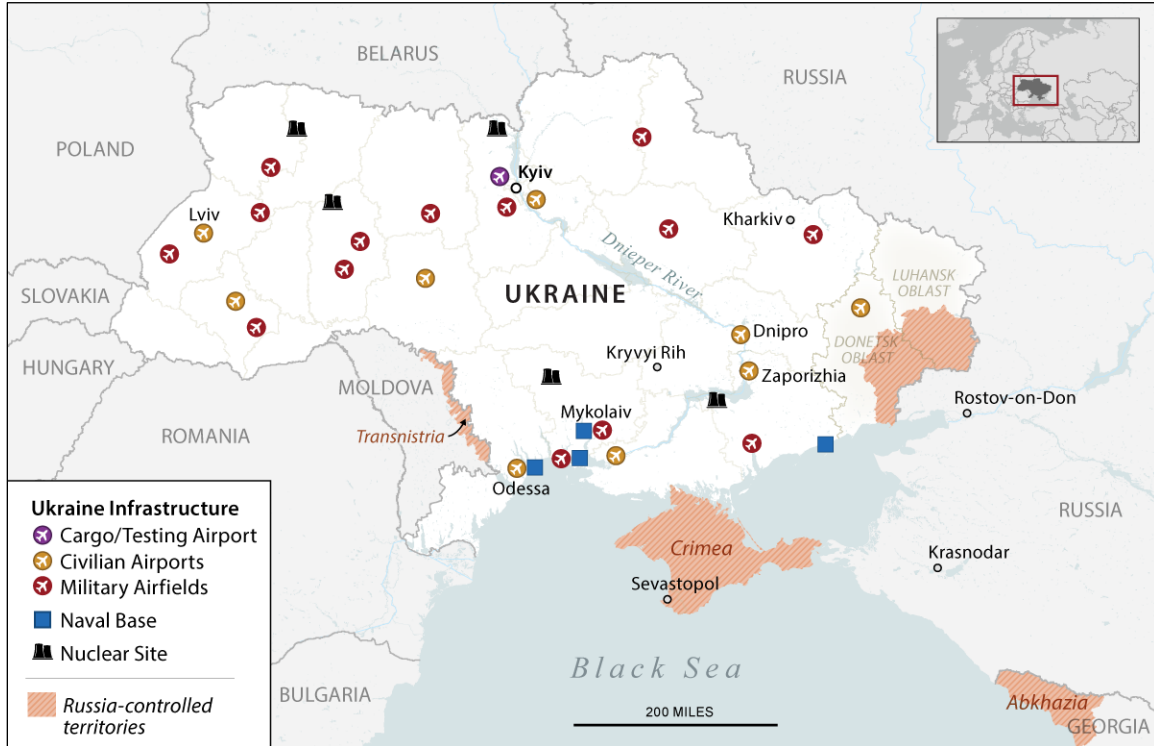 BELARUS
RUSSIA
POLAND
Kyiv
Lviv
Kharkiv
Dnieper River
SLOVAKIA
UKRAINE
LUHANSK
OBLAST
Dnipro
DONETSK
OBLAST
HUNGARY
Kryvyi Rih
MOLDOVA
Zaporizhia
Rostov-on-Don
Mykolaiv
ROMANIA
Transnistria
Odessa
RUSSIA
Ukraine Infrastructure
Cargo/Testing Airport
Civilian Airports
Military Airfields
Naval Base
Nuclear Site
Russia-controlled
territories
Crimea
Krasnodar
Sevastopol
Black Sea
BULGARIA
200 MILES
Abkhazia
GEORGIA